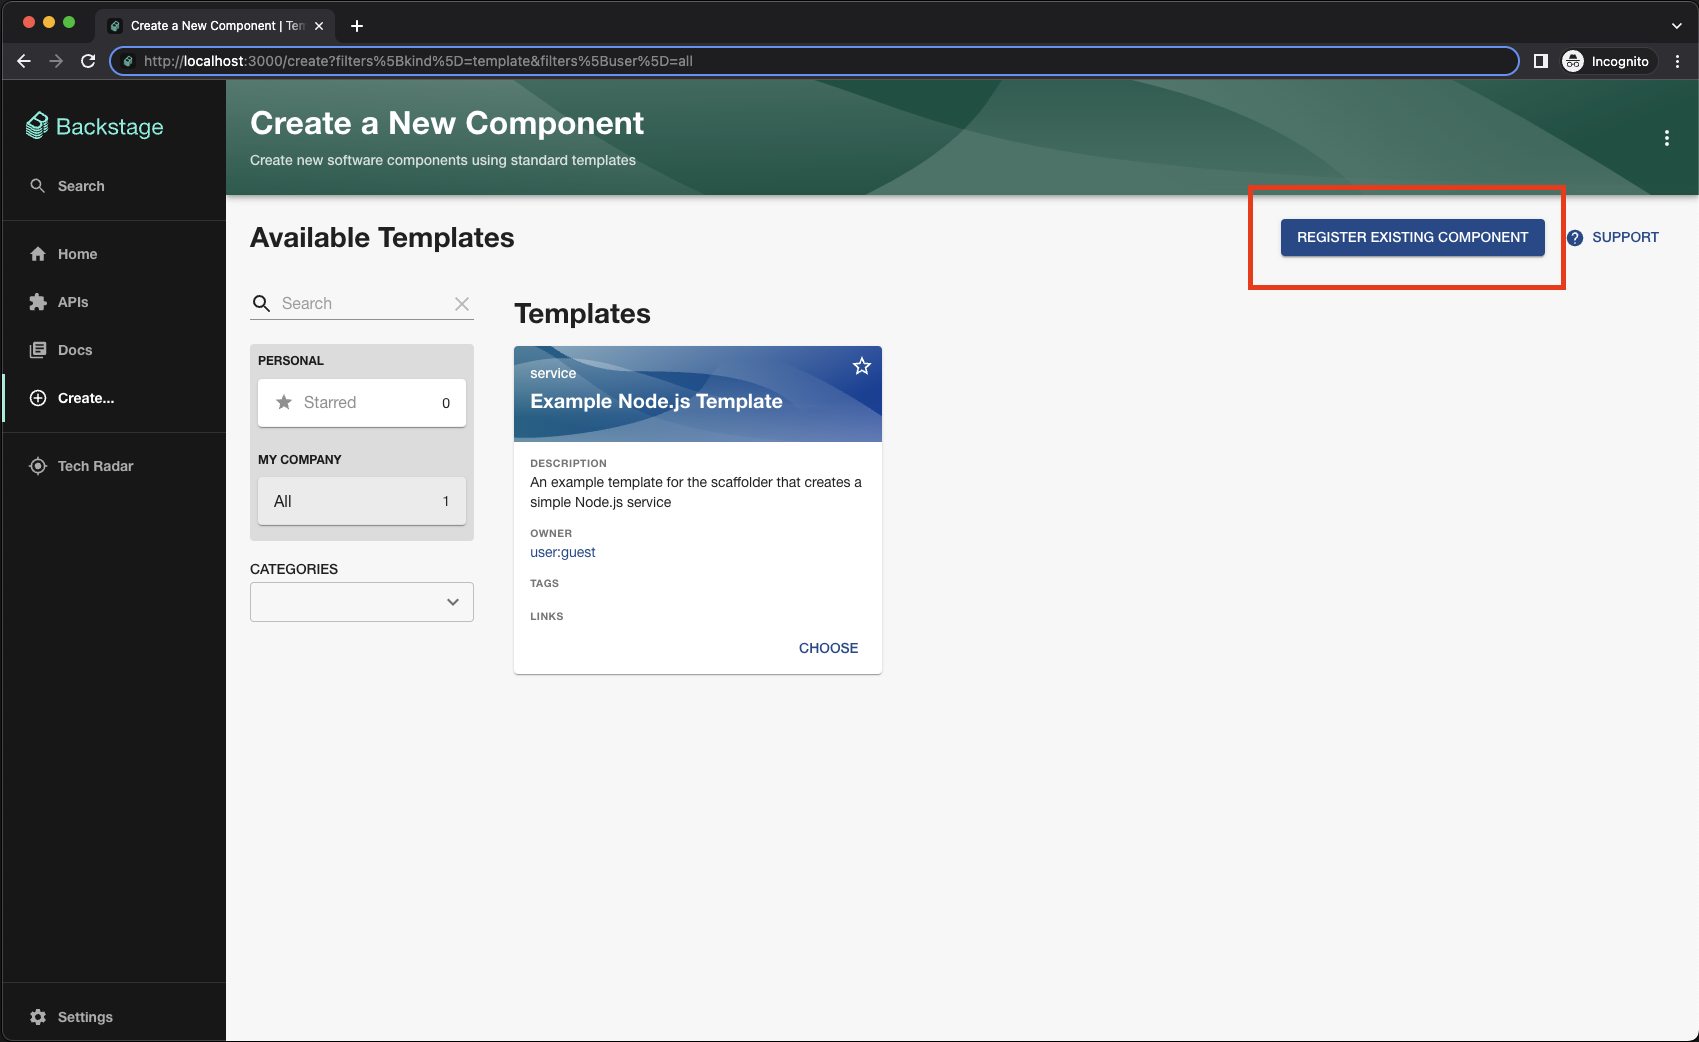 Create a New Component | Tem
http://localhost:3000/create?filters%5Bkind%5D=template&filters%5Buser%5D=all
Incognito
Backstage
Search
Home
APIs
Docs
Create...
Tech Radar
Settings
Create a New Component
Create new software components using standard templates
Available Templates
REGISTER EXISTING COMPONENT
SUPPORT
Search
PERSONAL
Starred 0
MY COMPANY
All 1
CATEGORIES
Templates
service
Example Node.js Template
DESCRIPTION
An example template for the scaffolder that creates a
simple Node.js service
OWNER
user:guest
TAGS
LINKS
CHOOSE